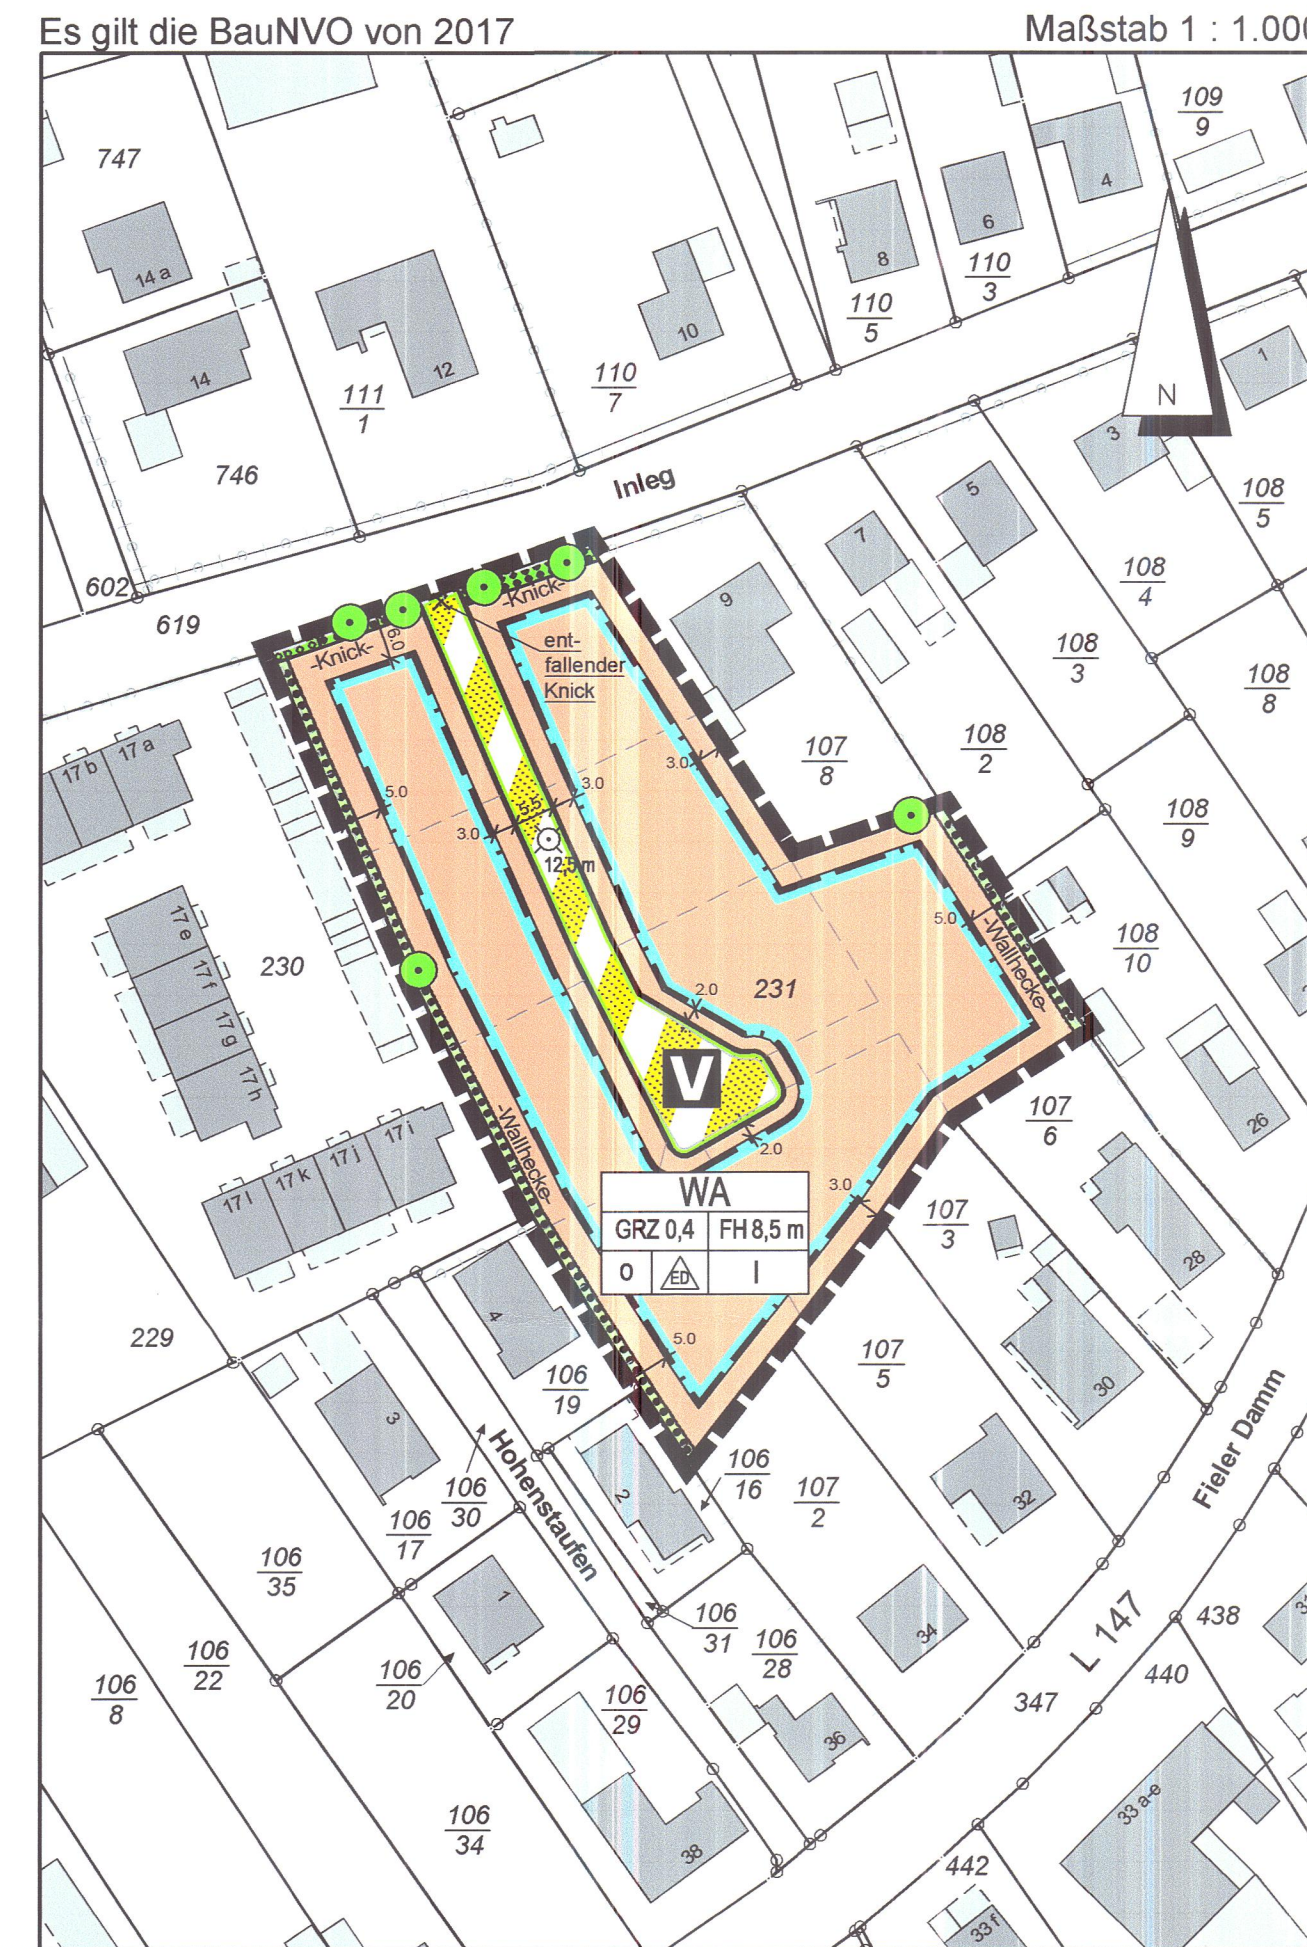 Es gilt die BauNVO von 2017
Maßstab 1 : 1.000
109
9
747
4
6
14 a
8
110
3
110
5
10
1
12
14
110
7
111
1
N
3
746
Inleg
5
108
5
7
602
108
4
9
619
-Knick-
-Knick-
6.0
ent-
fallender
Knick
108
3
108
8
17 b
17 a
107
8
108
2
3.0
5.0
3.0
3.0
5.5
12,5 m
108
9
5.0
-Wallhecke-
17 e
17 f
17 g
17 h
230
108
10
231
2.0
V
107
6
26
17 l
17 k
17 j
17 i
-Wallhecke-
2.0
WA
GRZ 0,4
FH 8,5 m
o
ED
I
3.0
107
3
28
4
229
5.0
107
5
106
19
30
3
Hohenstaufen
Fieler Damm
106
30
106
16
107
2
2
32
106
17
106
35
1
106
31
34
L 147
438
106
28
106
22
106
20
106
8
440
106
29
347
36
33 a-e
106
34
38
442
33 f